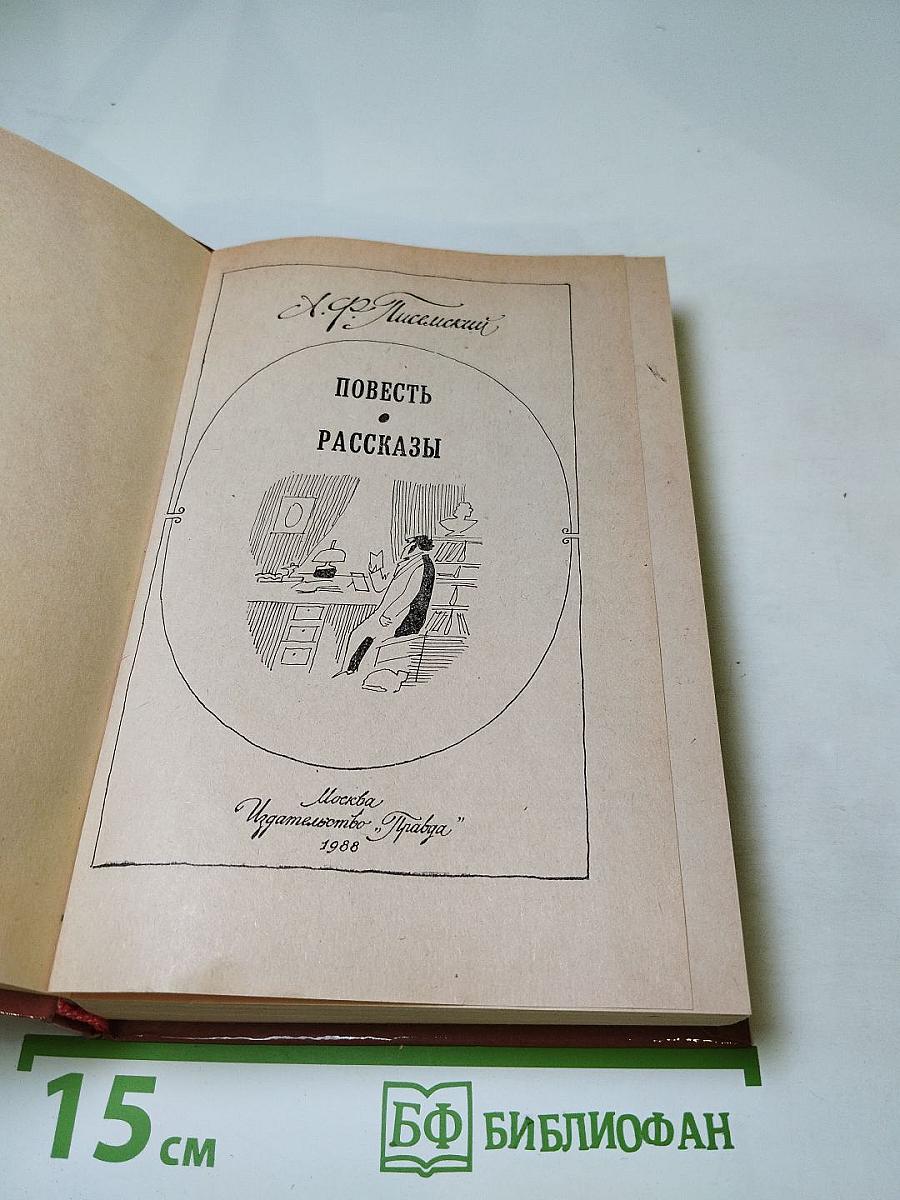 А. Ф. Писемский
ПОВЕСТЬ
•
РАССКАЗЫ
Москва
Издательство „Правда"
1988
15 см
БФ БИБЛИОФАН